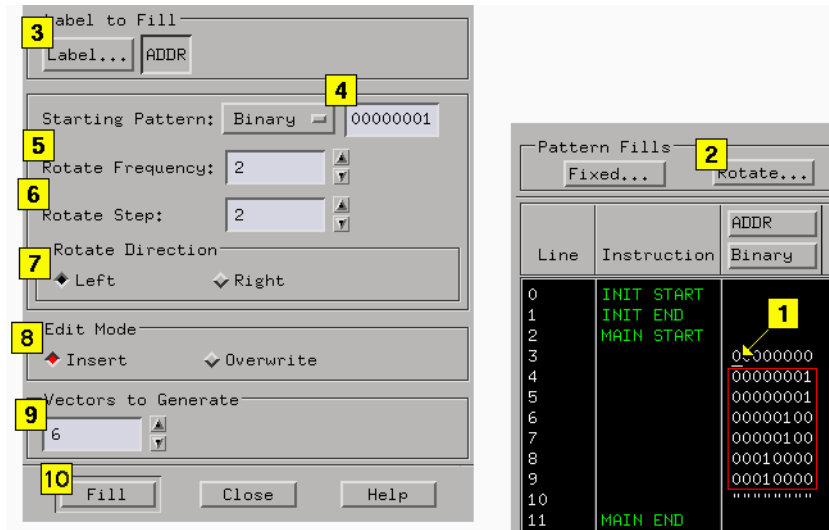 Label to Fill
3
Label... ADDR
4
Starting Pattern: Binary 00000001
5
Rotate Frequency: 2
6
Rotate Step: 2
Rotate Direction
7
Left Right
Edit Mode
8
Insert Overwrite
Vectors to Generate
9
6
10
Fill Close Help
Pattern Fills
2
Fixed... Rotate...
ADDR
Line Instruction Binary
0 INIT START
1 INIT END
1
2 MAIN START
3 00000000
4 00000001
5 00000001
6 00000100
7 00000100
8 00010000
9 00010000
10 """"""""
11 MAIN END